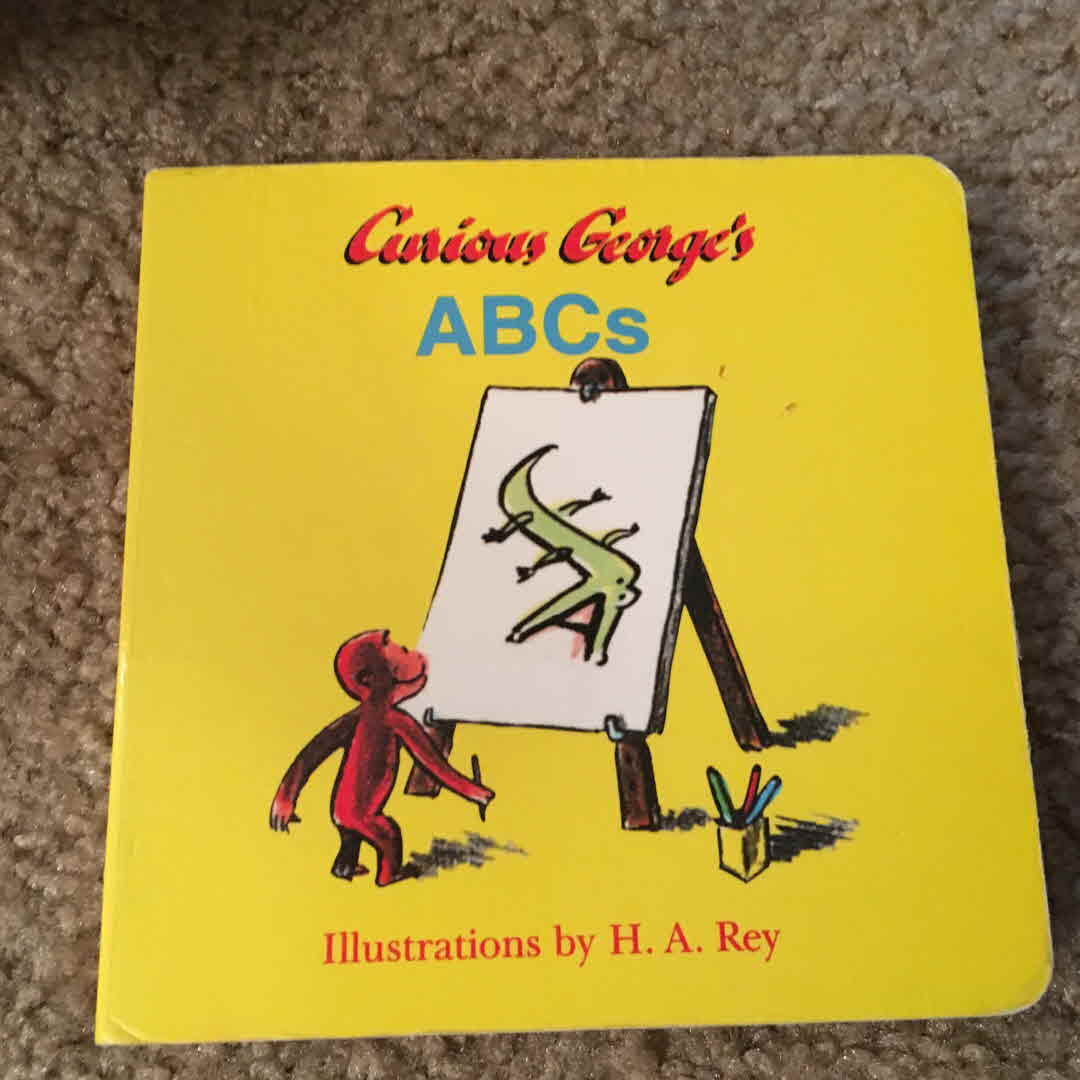 Curious George's
ABCs
A
Illustrations by H. A. Rey